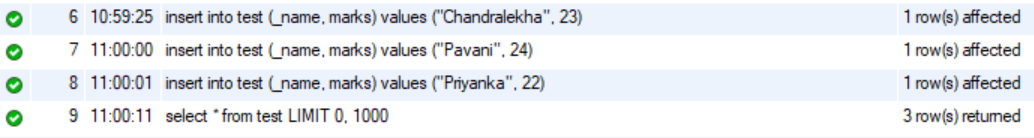 6 10:59:25 insert into test (_name, marks) values ("Chandralekha", 23) 1 row(s) affected
7 11:00:00 insert into test (_name, marks) values ("Pavani", 24) 1 row(s) affected
8 11:00:01 insert into test (_name, marks) values ("Priyanka", 22) 1 row(s) affected
9 11:00:11 select * from test LIMIT 0, 1000 3 row(s) returned